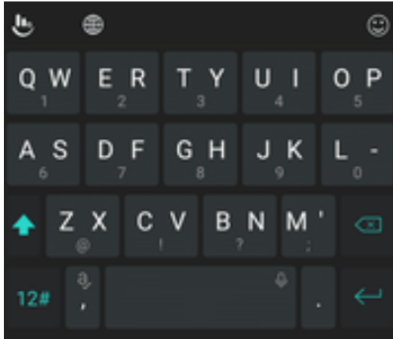 Q W E R T Y U I O P
1 2 3 4 5
A S D F G H J K L -
6 7 8 9 0
Z X C V B N M '
@ ! ? ;
12# , .